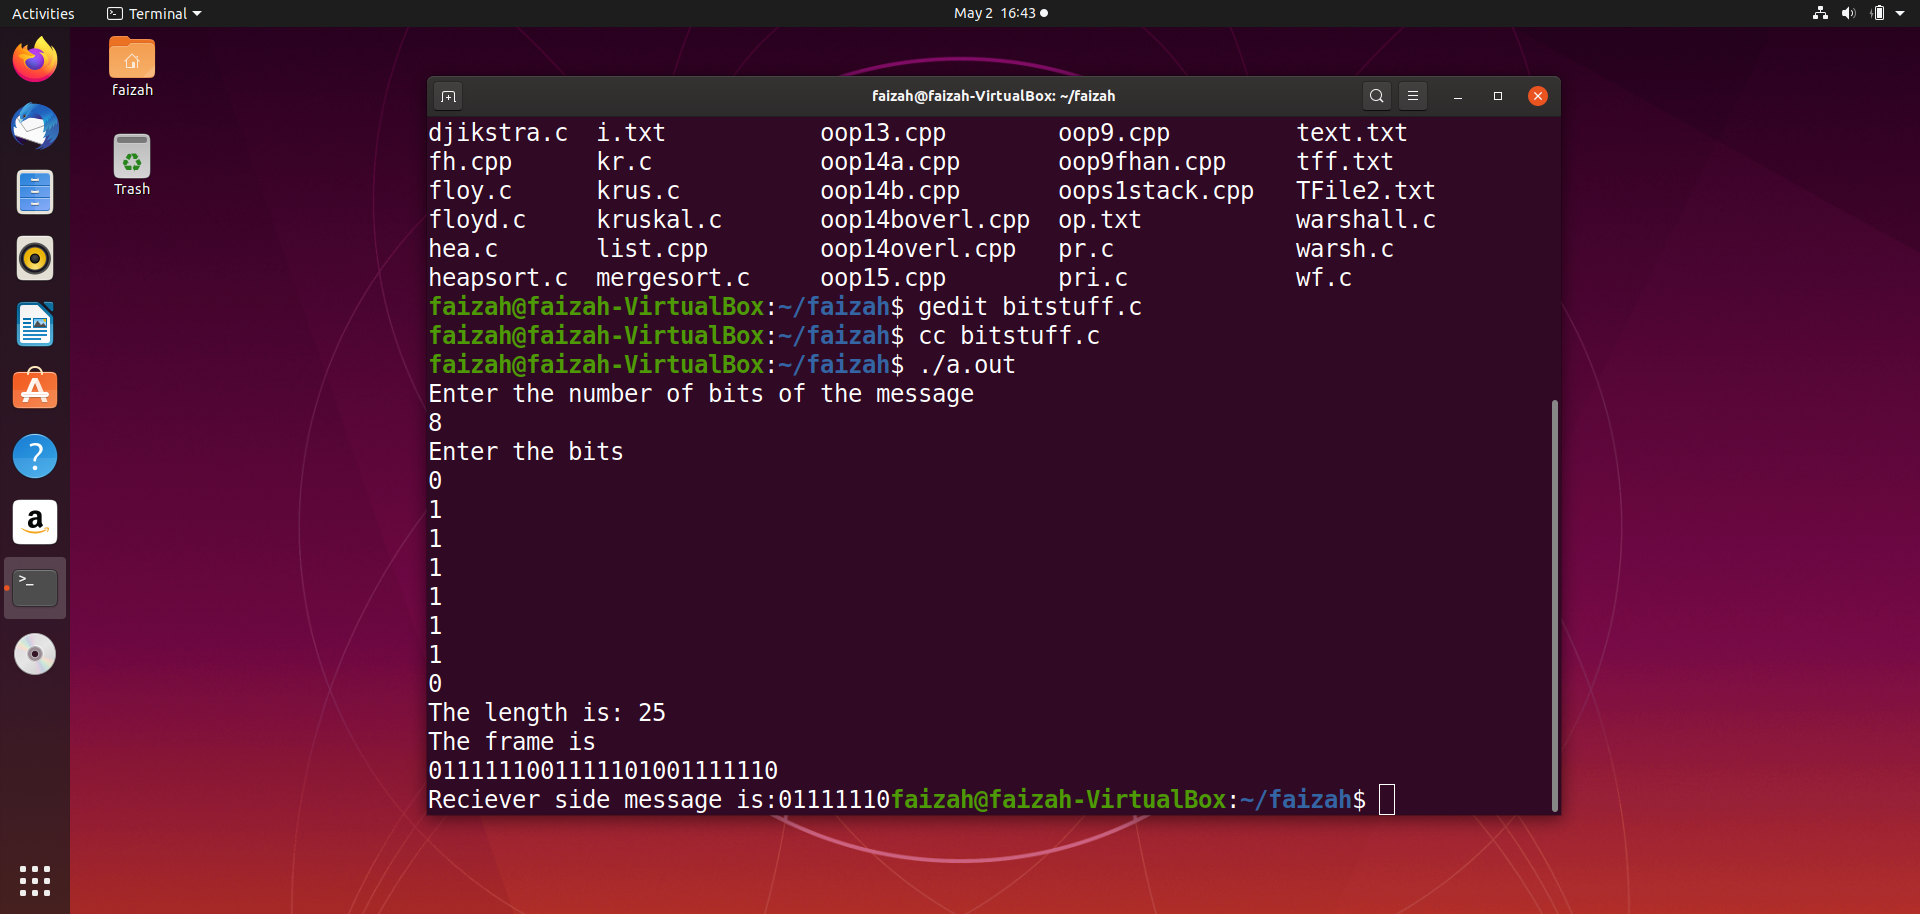 Activities Terminal May 2 16:43
faizah
Trash
faizah@faizah-VirtualBox: ~/faizah
djikstra.c i.txt oop13.cpp oop9.cpp text.txt
fh.cpp kr.c oop14a.cpp oop9fhan.cpp tff.txt
floy.c krus.c oop14b.cpp oops1stack.cpp TFile2.txt
floyd.c kruskal.c oop14boverl.cpp op.txt warshall.c
hea.c list.cpp oop14overl.cpp pr.c warsh.c
heapsort.c mergesort.c oop15.cpp pri.c wf.c
faizah@faizah-VirtualBox:~/faizah$ gedit bitstuff.c
faizah@faizah-VirtualBox:~/faizah$ cc bitstuff.c
faizah@faizah-VirtualBox:~/faizah$ ./a.out
Enter the number of bits of the message
8
Enter the bits
0
1
1
1
1
1
1
0
The length is: 25
The frame is
0111111001111101001111110
Reciever side message is:01111110faizah@faizah-VirtualBox:~/faizah$